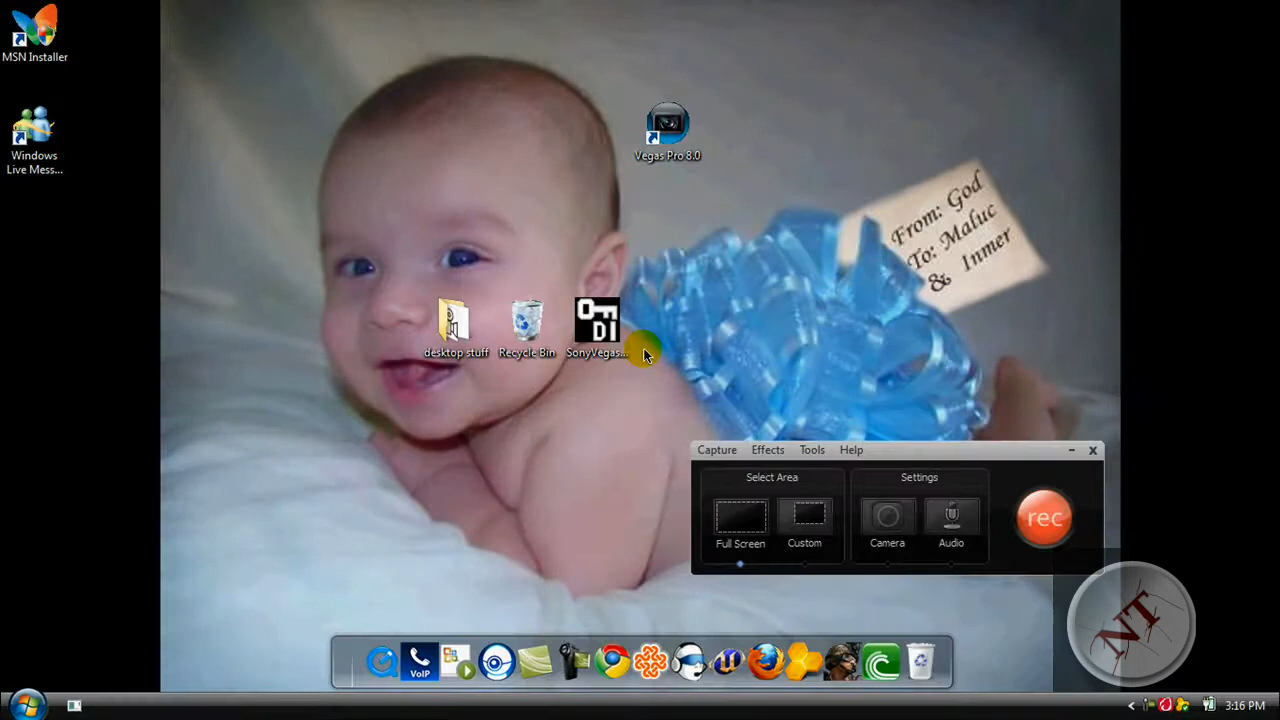 MSN Installer
Windows
Live Mess...
Vegas Pro 8.0
From: God
To: Maluc
& Inmer
desktop stuff
Recycle Bin
SonyVegas...
Capture Effects Tools Help
Select Area
Settings
Full Screen
Custom
Camera
Audio
rec
VoIP
NT
3:16 PM